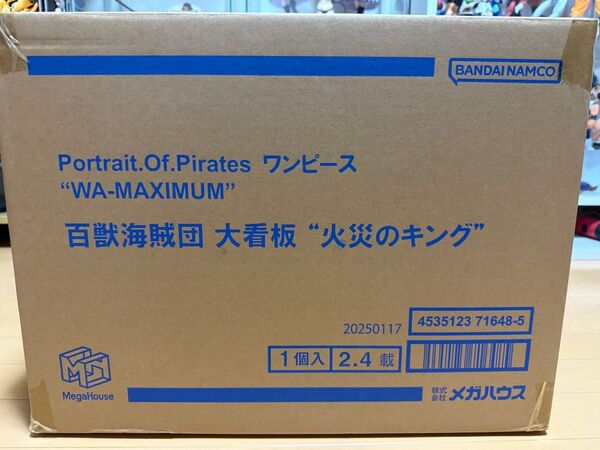 BANDAI NAMCO
Portrait.Of.Pirates ワンピース
“WA-MAXIMUM”
百獣海賊団 大看板 “火災のキング”
20250117
4535123 71648-5
1個入 2.4 載
MegaHouse
株式会社 メガハウス